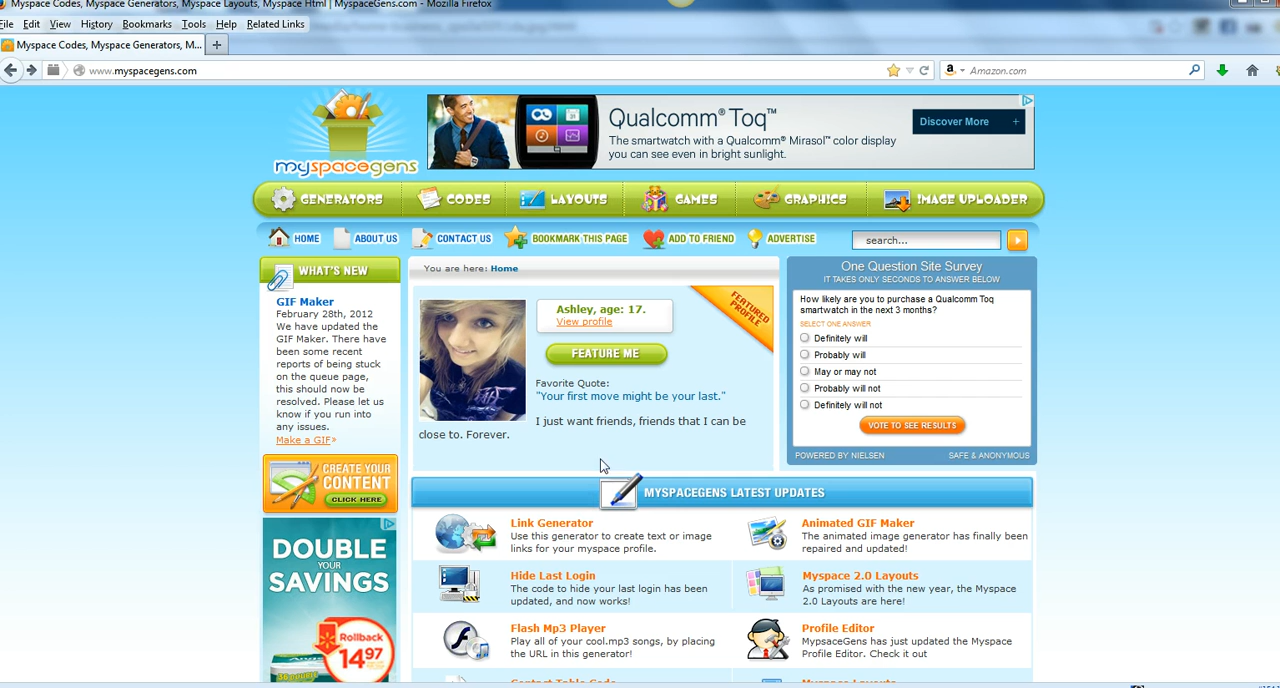 Myspace Codes, Myspace Generators, Myspace Layouts, Myspace Html | MyspaceGens.com - Mozilla Firefox
File Edit View History Bookmarks Tools Help Related Links
Myspace Codes, Myspace Generators, M...
www.myspacegens.com
Amazon.com
myspacegens
Qualcomm® Toq™
The smartwatch with a Qualcomm® Mirasol™ color display
you can see even in bright sunlight.
Discover More +
GENERATORS CODES LAYOUTS GAMES GRAPHICS IMAGE UPLOADER
HOME ABOUT US CONTACT US BOOKMARK THIS PAGE ADD TO FRIEND ADVERTISE
search...
WHAT'S NEW
GIF Maker
February 28th, 2012
We have updated the
GIF Maker. There have
been some recent
reports of being stuck
on the queue page,
this should now be
resolved. Please let us
know if you run into
any issues.
Make a GIF»
CREATE YOUR
CONTENT
CLICK HERE
DOUBLE
YOUR
SAVINGS
Rollback
14.97
You are here: Home
FEATURED
PROFILE
Ashley, age: 17.
View profile
FEATURE ME
Favorite Quote:
"Your first move might be your last."
I just want friends, friends that I can be
close to. Forever.
One Question Site Survey
IT TAKES ONLY SECONDS TO ANSWER BELOW
How likely are you to purchase a Qualcomm Toq
smartwatch in the next 3 months?
SELECT ONE ANSWER
Definitely will
Probably will
May or may not
Probably will not
Definitely will not
VOTE TO SEE RESULTS
POWERED BY NIELSEN SAFE & ANONYMOUS
MYSPACEGENS LATEST UPDATES
Link Generator
Use this generator to create text or image
links for your myspace profile.
Animated GIF Maker
The animated image generator has finally been
repaired and updated!
Hide Last Login
The code to hide your last login has been
updated, and now works!
Myspace 2.0 Layouts
As promised with the new year, the Myspace
2.0 Layouts are here!
Flash Mp3 Player
Play all of your cool.mp3 songs, by placing
the URL in this generator!
Profile Editor
MypsaceGens has just updated the Myspace
Profile Editor. Check it out